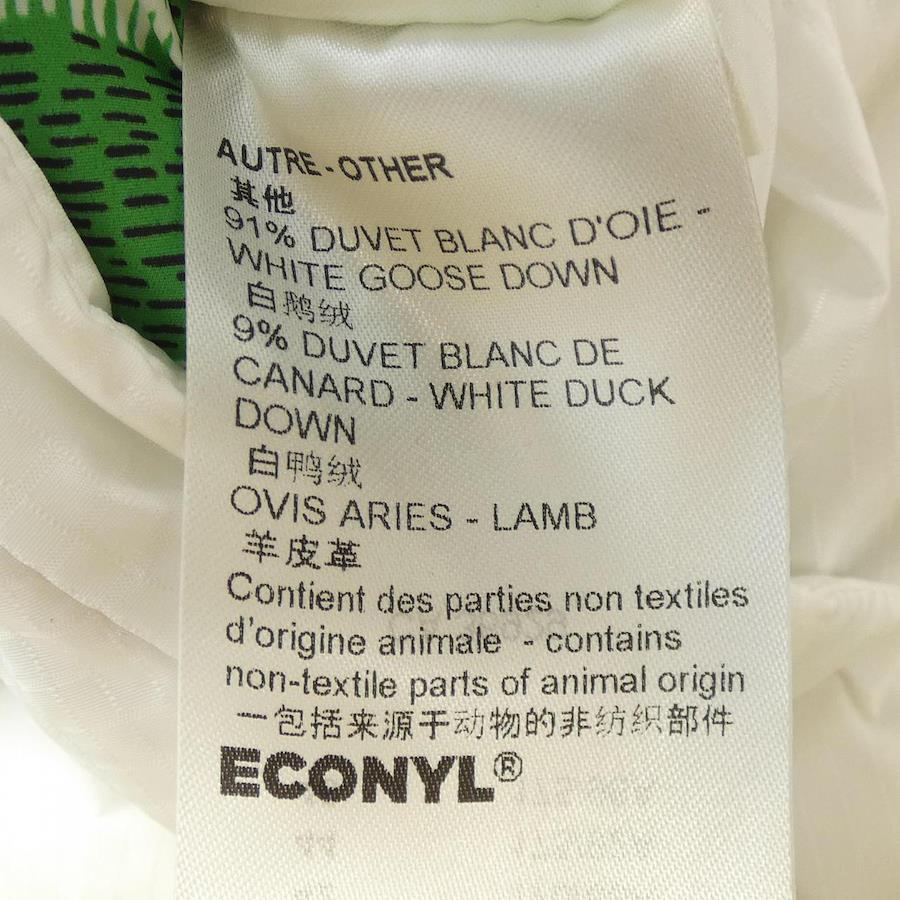 AUTRE-OTHER
其他
91% DUVET BLANC D'OIE -
WHITE GOOSE DOWN
白鹅绒
9% DUVET BLANC DE
CANARD - WHITE DUCK
DOWN
白鸭绒
OVIS ARIES - LAMB
羊皮革
Contient des parties non textiles
d'origine animale - contains
non-textile parts of animal origin
一包括来源于动物的非纺织部件
ECONYL®